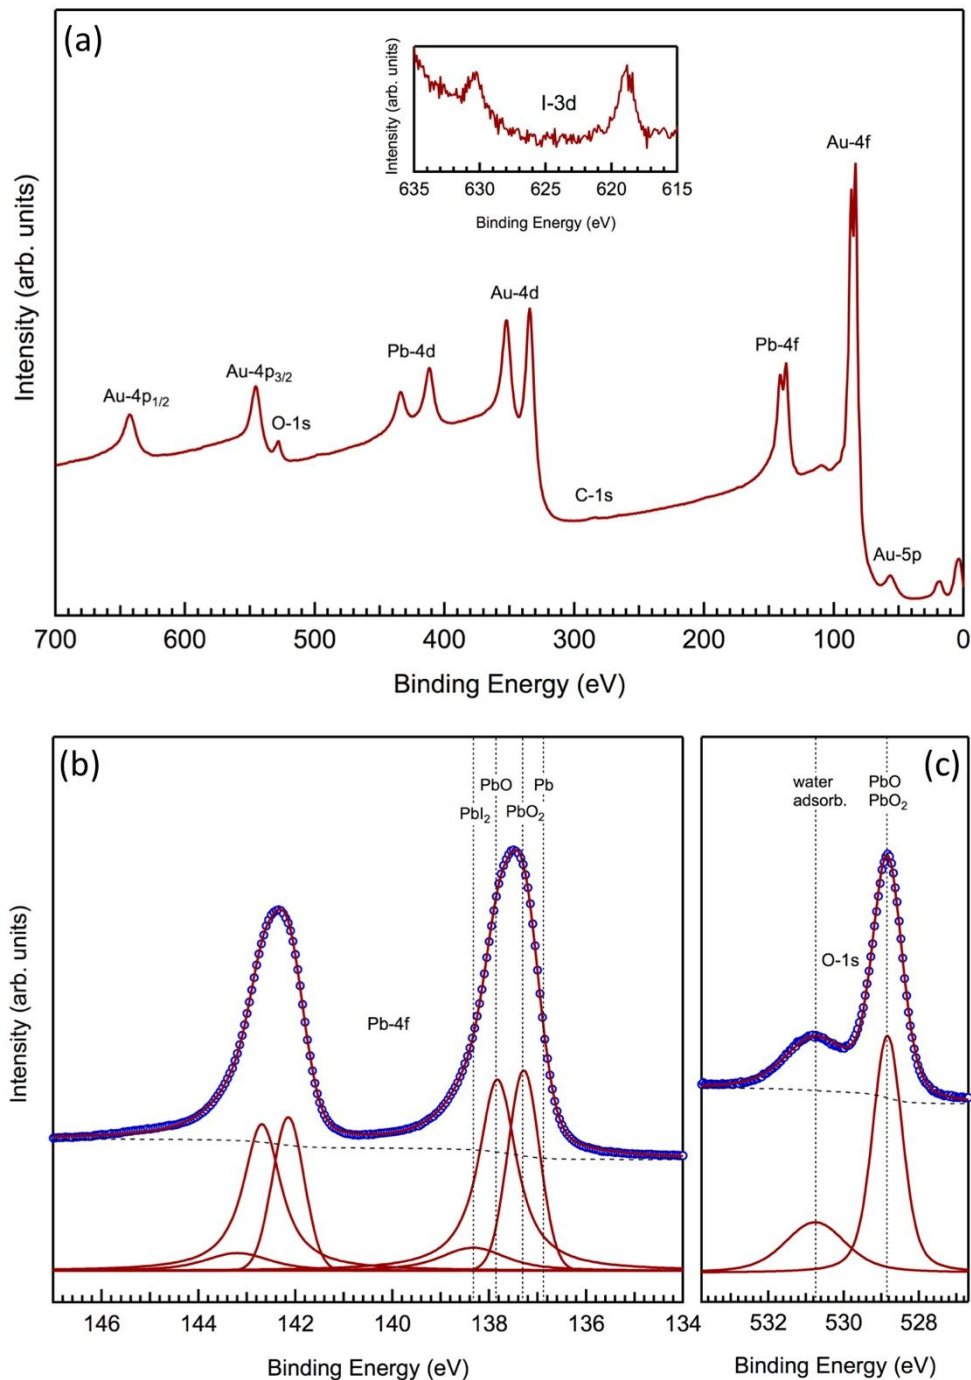 (a)
Intensity (arb. units)
I-3d
635 630 625 620 615
Binding Energy (eV)
Au-4f
Au-4d
Pb-4d
Pb-4f
Au-4p3/2
Au-4p1/2
O-1s
C-1s
Au-5p
Intensity (arb. units)
700 600 500 400 300 200 100 0
Binding Energy (eV)
(b)
PbO Pb
PbI2 PbO2
Pb-4f
Intensity (arb. units)
146 144 142 140 138 136 134
Binding Energy (eV)
(c)
water PbO
adsorb. PbO2
O-1s
532 530 528
Binding Energy (eV)